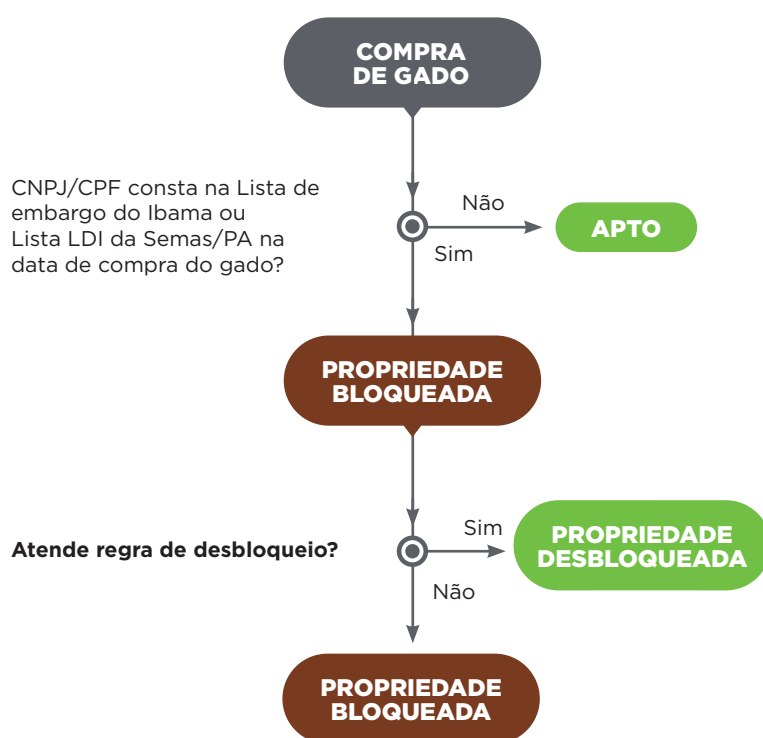 COMPRA
DE GADO
CNPJ/CPF consta na Lista de
embargo do Ibama ou
Lista LDI da Semas/PA na
data de compra do gado?
Não
APTO
Sim
PROPRIEDADE
BLOQUEADA
Atende regra de desbloqueio?
Sim
PROPRIEDADE
DESBLOQUEADA
Não
PROPRIEDADE
BLOQUEADA